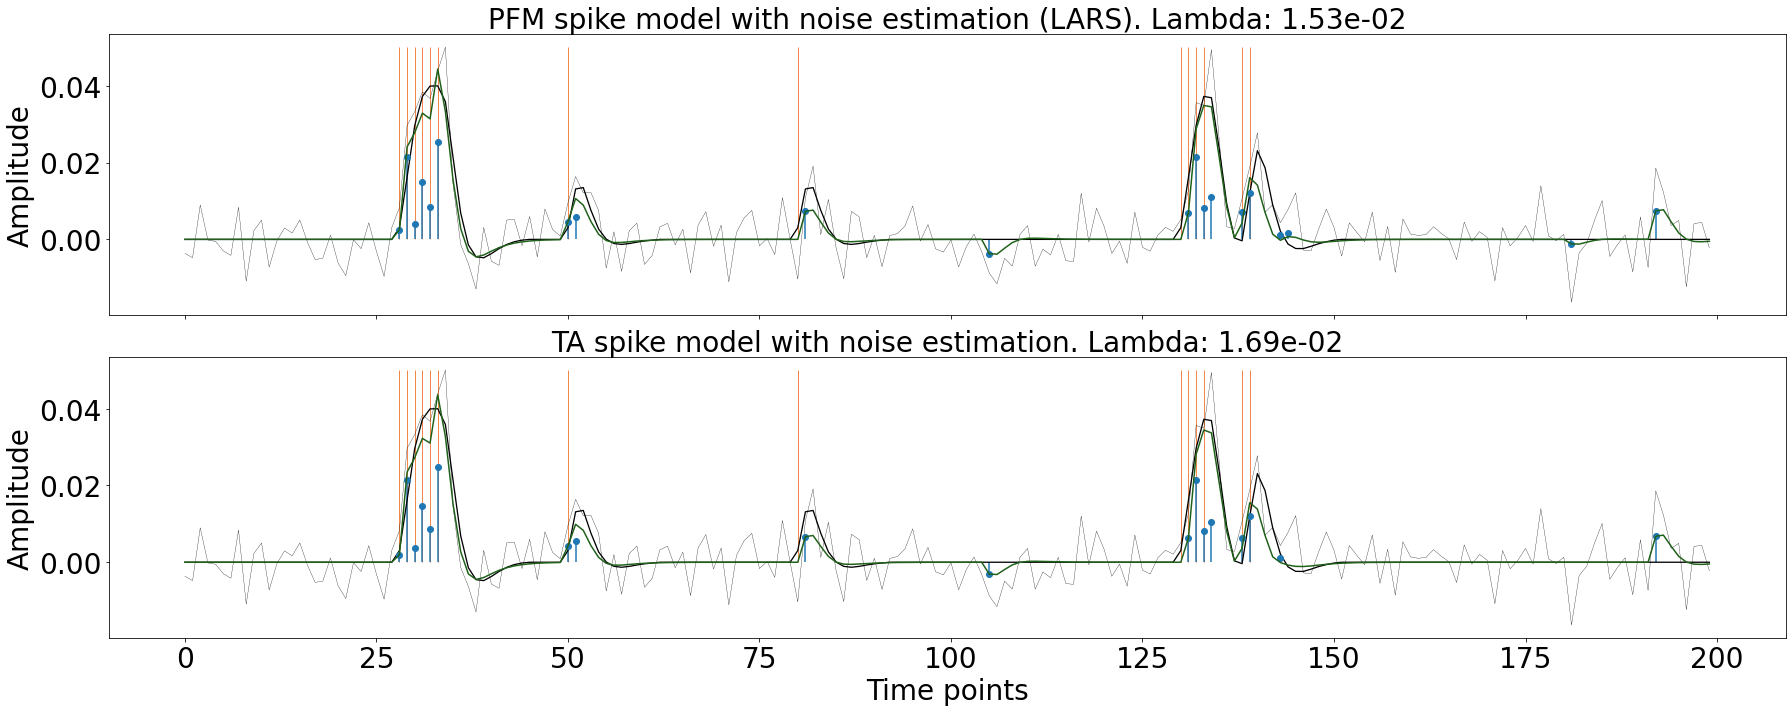 PFM spike model with noise estimation (LARS). Lambda: 1.53e-02
Amplitude
0.04
0.02
0.00
TA spike model with noise estimation. Lambda: 1.69e-02
Amplitude
0.04
0.02
0.00
0 25 50 75 100 125 150 175 200
Time points